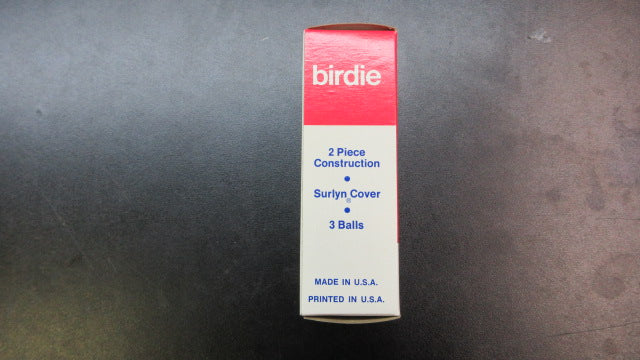 birdie
2 Piece
Construction
•
Surlyn Cover
•
3 Balls
MADE IN U.S.A.
PRINTED IN U.S.A.